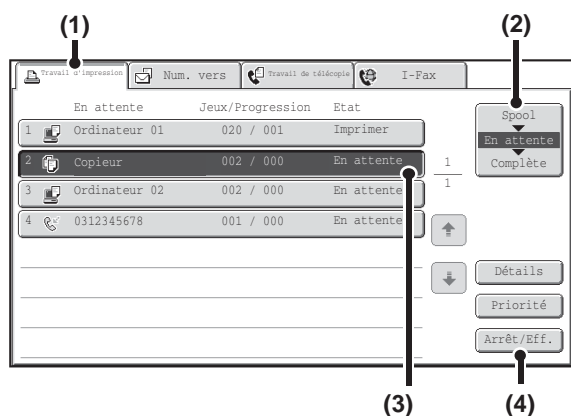 (1) (2)
Travail d'impression Num. vers Travail de télécopie I-Fax
En attente Jeux/Progression Etat
Spool
En attente
Complète
1 Ordinateur 01 020 / 001 Imprimer
2 Copieur 002 / 000 En attente
3 Ordinateur 02 002 / 000 En attente
4 0312345678 001 / 000 En attente
1
1
Détails
Priorité
Arrêt/Eff.
(3) (4)